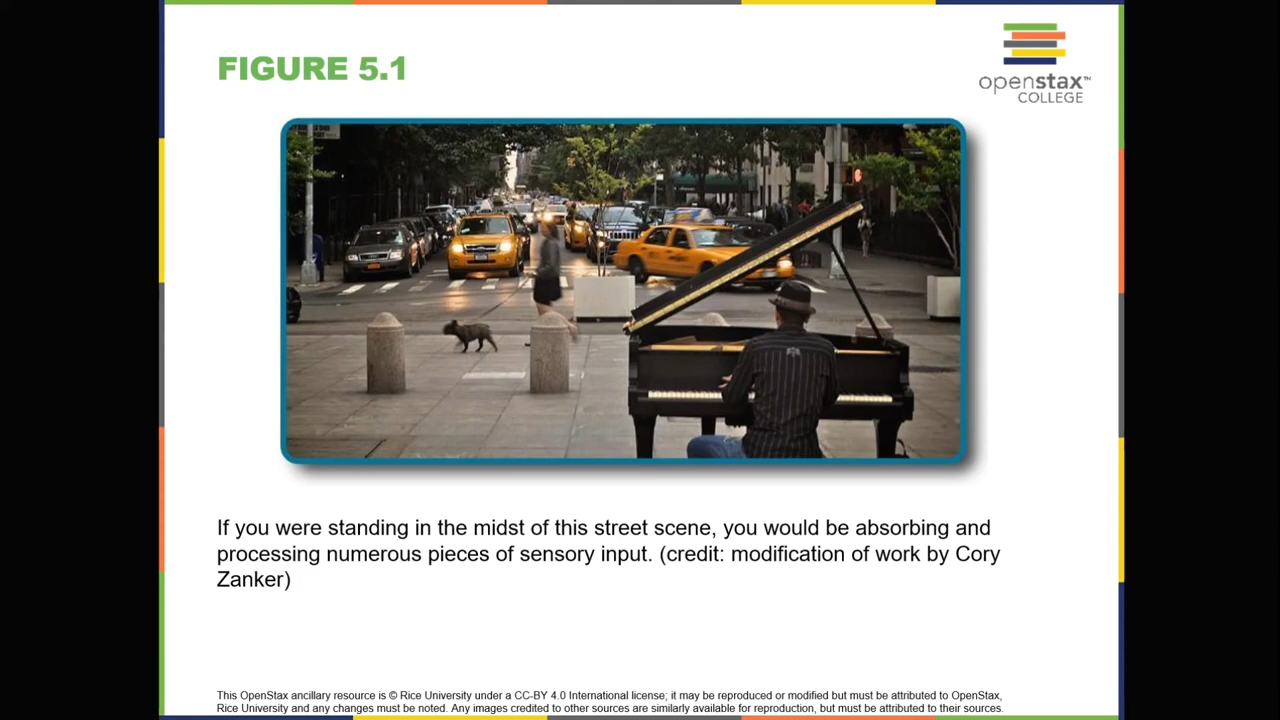 FIGURE 5.1
openstax™
COLLEGE
If you were standing in the midst of this street scene, you would be absorbing and
processing numerous pieces of sensory input. (credit: modification of work by Cory
Zanker)
This OpenStax ancillary resource is © Rice University under a CC-BY 4.0 International license; it may be reproduced or modified but must be attributed to OpenStax,
Rice University and any changes must be noted. Any images credited to other sources are similarly available for reproduction, but must be attributed to their sources.